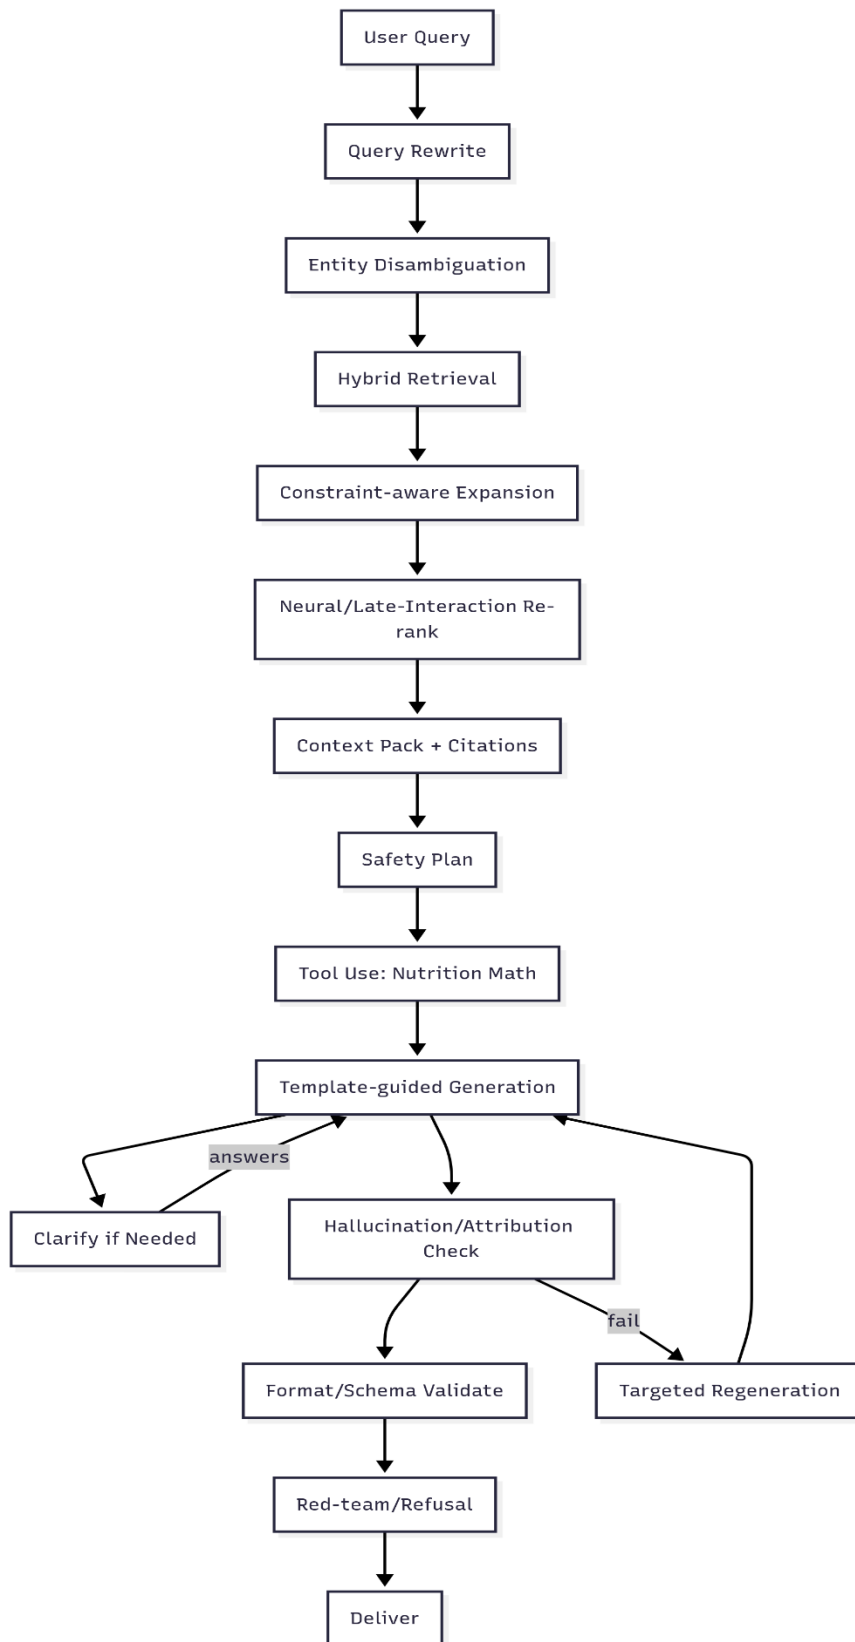 User Query
Query Rewrite
Entity Disambiguation
Hybrid Retrieval
Constraint-aware Expansion
Neural/Late-Interaction Re-
rank
Context Pack + Citations
Safety Plan
Tool Use: Nutrition Math
Template-guided Generation
answers
Clarify if Needed
Hallucination/Attribution
Check
fail
Format/Schema Validate
Targeted Regeneration
Red-team/Refusal
Deliver